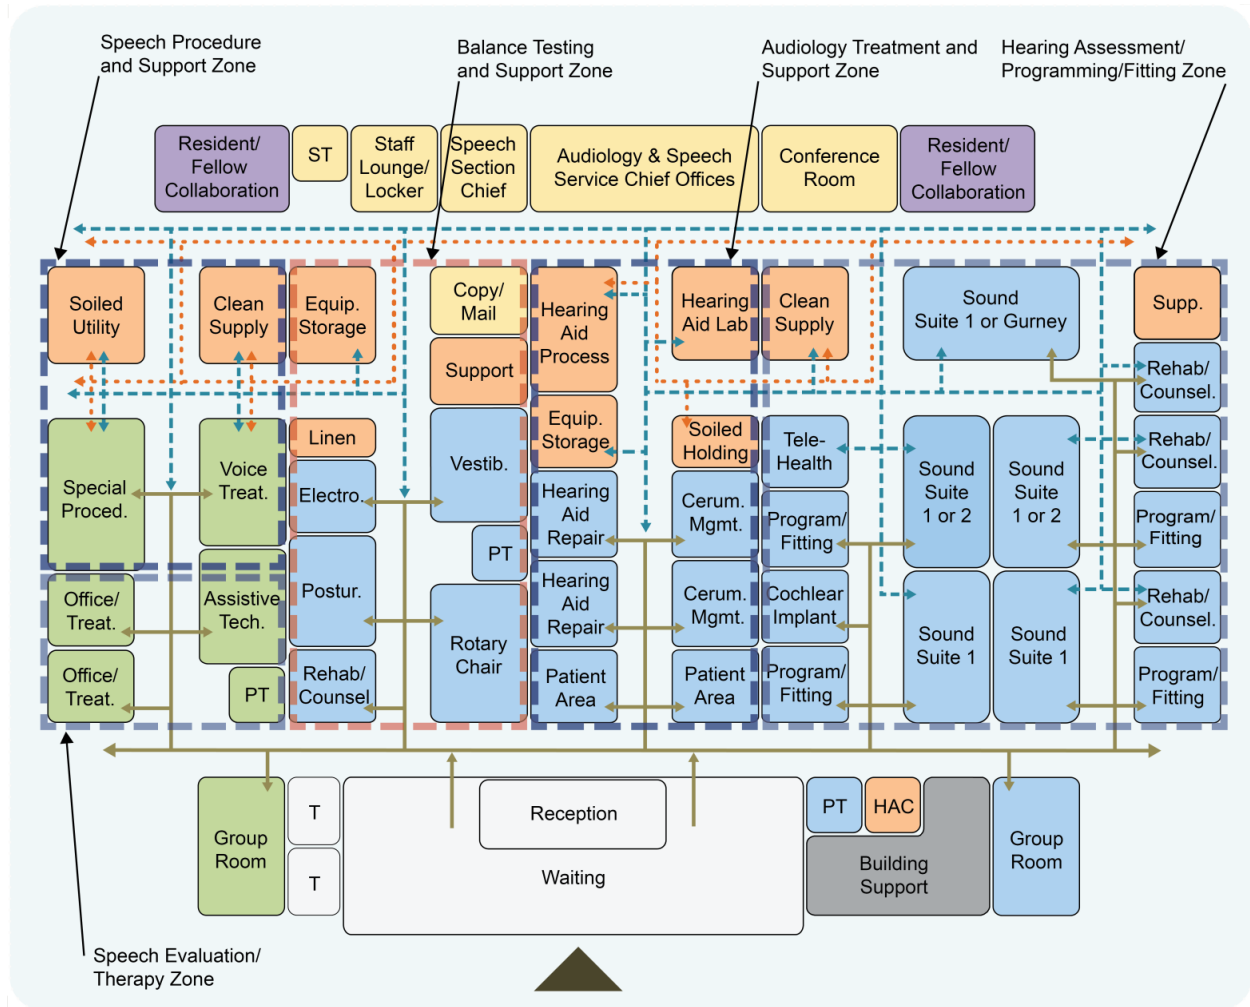 Speech Procedure
and Support Zone
Balance Testing
and Support Zone
Audiology Treatment and
Support Zone
Hearing Assessment/
Programming/Fitting Zone
Resident/
Fellow
Collaboration
ST
Staff
Lounge/
Locker
Speech
Section
Chief
Audiology & Speech
Service Chief Offices
Conference
Room
Resident/
Fellow
Collaboration
Soiled
Utility
Clean
Supply
Equip.
Storage
Copy/
Mail
Support
Hearing
Aid
Process
Hearing
Aid Lab
Clean
Supply
Sound
Suite 1 or Gurney
Supp.
Rehab/
Counsel.
Special
Proced.
Voice
Treat.
Linen
Electro.
Vestib.
Equip.
Storage
Soiled
Holding
Tele-
Health
Sound
Suite
1 or 2
Sound
Suite
1 or 2
Rehab/
Counsel.
Hearing
Aid
Repair
Cerum.
Mgmt.
Program/
Fitting
Program/
Fitting
PT
Office/
Treat.
Assistive
Tech.
Postur.
Rotary
Chair
Hearing
Aid
Repair
Cerum.
Mgmt.
Cochlear
Implant
Sound
Suite 1
Sound
Suite 1
Rehab/
Counsel.
Office/
Treat.
PT
Rehab/
Counsel
Patient
Area
Patient
Area
Program/
Fitting
Program/
Fitting
Group
Room
T
T
Reception
Waiting
PT
HAC
Building
Support
Group
Room
Speech Evaluation/
Therapy Zone